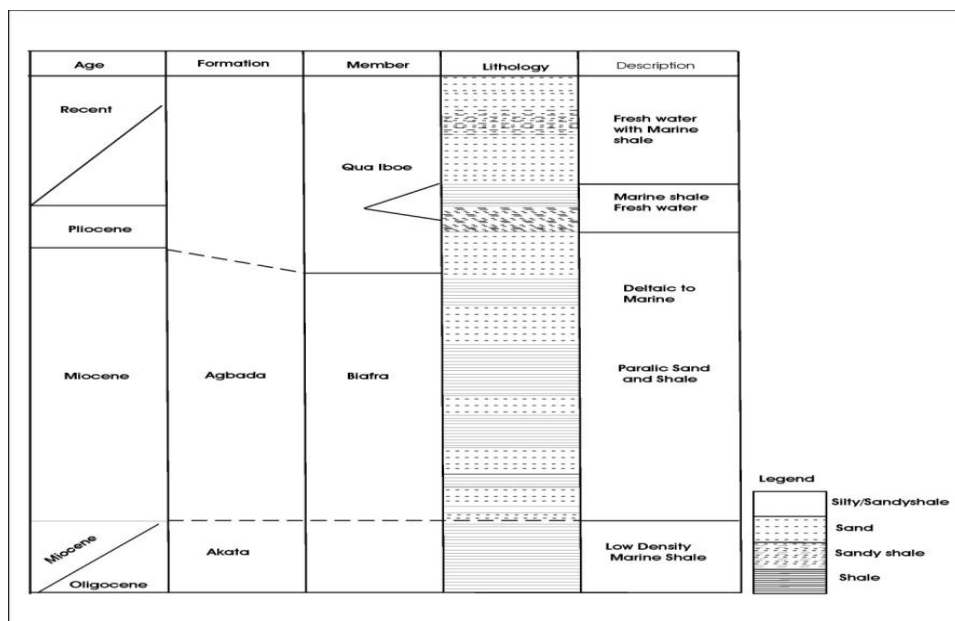 Age Formation Member Lithology Description
Recent
Fresh water
with Marine
shale
Qua Iboe
Marine shale
Fresh water
Pliocene
Deltaic to
Marine
Miocene Agbada Biafra Paralic Sand
and Shale
Legend
Silty/Sandyshale
Sand
Sandy shale
Shale
Miocene
Oligocene
Akata
Low Density
Marine Shale